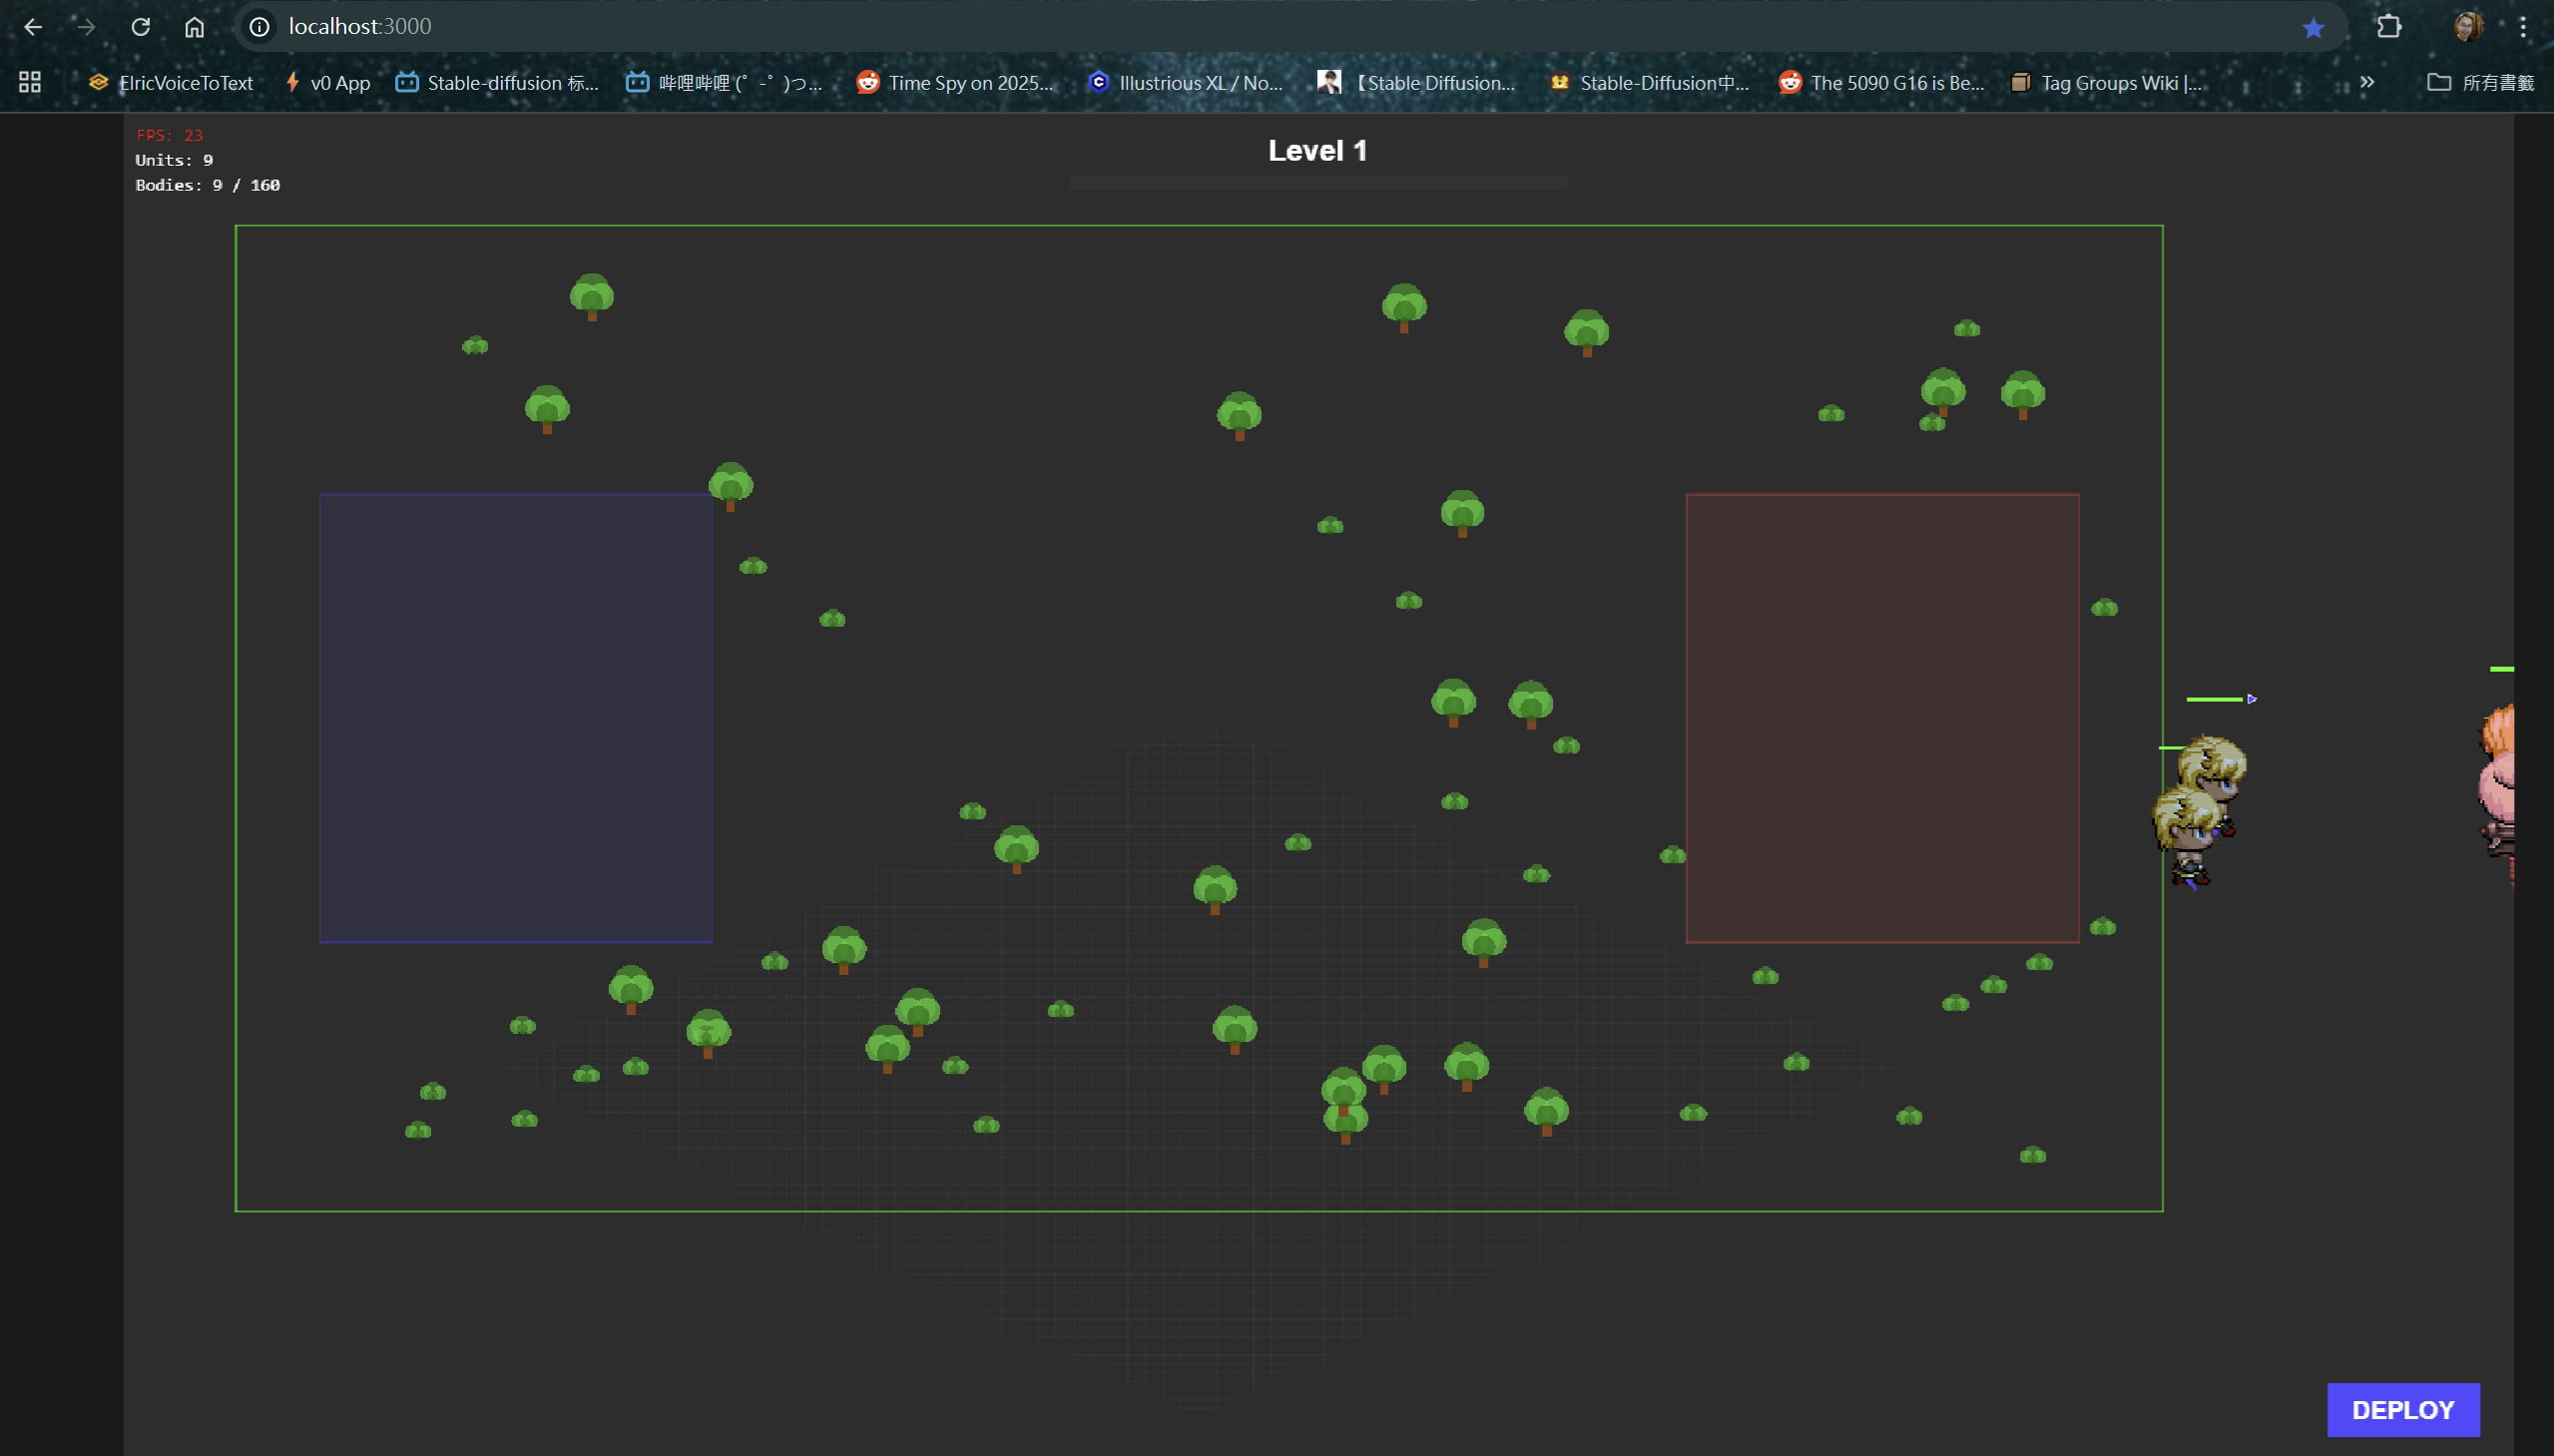 localhost:3000
ElricVoiceToText
v0 App
Stable-diffusion 标...
哔哩哔哩 (゜-゜)つ...
Time Spy on 2025...
Illustrious XL / No...
【Stable Diffusion...
Stable-Diffusion中...
The 5090 G16 is Be...
Tag Groups Wiki |...
所有書籤
FPS: 23
Units: 9
Bodies: 9 / 160
Level 1
DEPLOY